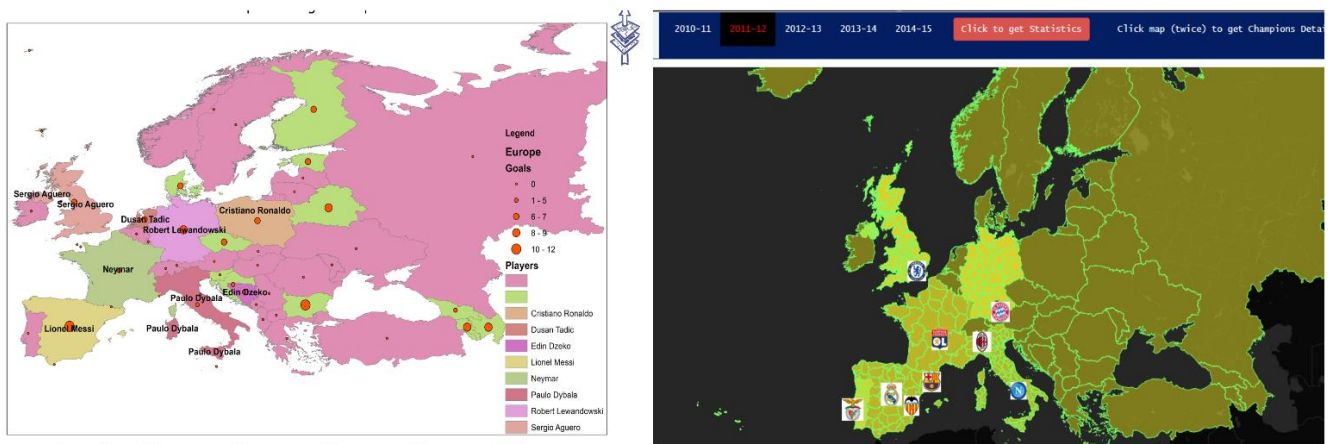 Legend
Europe
Goals
0
1 - 5
6 - 7
8 - 9
10 - 12
Players
Cristiano Ronaldo
Dusan Tadic
Edin Dzeko
Lionel Messi
Neymar
Paulo Dybala
Robert Lewandowski
Sergio Aguero
Sergio Aguero
Sergio Aguero
Dusan Tadic
Cristiano Ronaldo
Robert Lewandowski
Neymar
Edin Dzeko
Paulo Dybala
Lionel Messi
Paulo Dybala
Paulo Dybala
2010-11 2011-12 2012-13 2013-14 2014-15 Click to get Statistics Click map (twice) to get Champions
OL
N